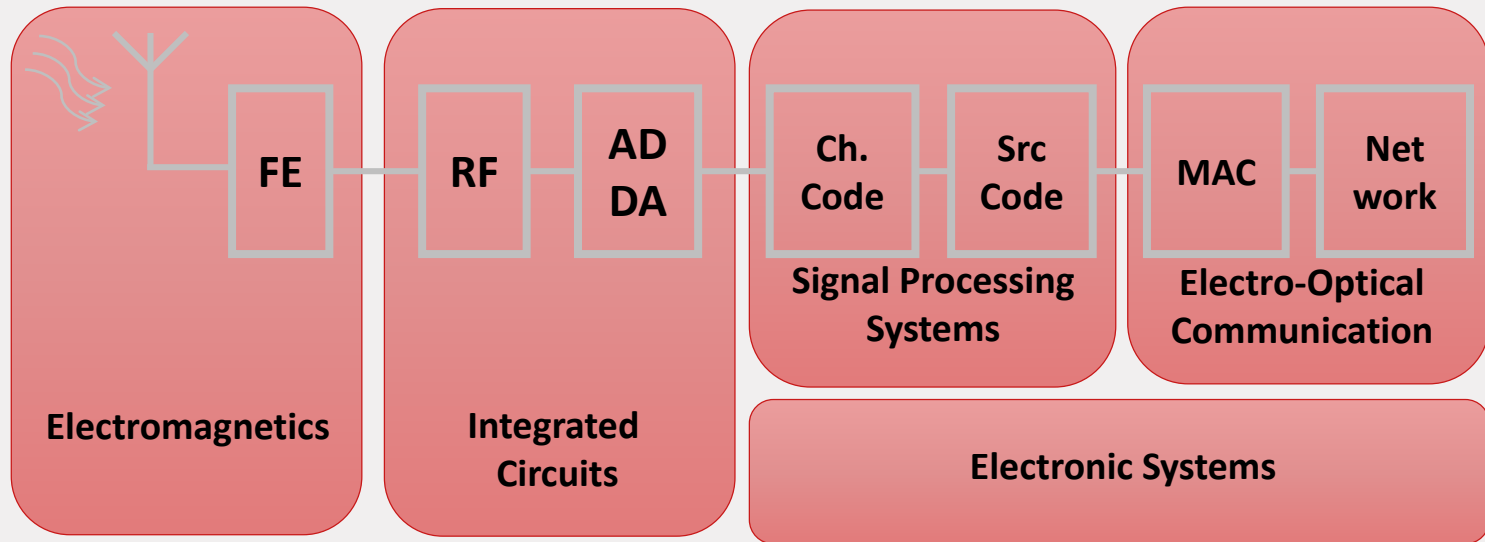 FE
RF
AD
DA
Ch.
Code
Src
Code
MAC
Net
work
Electromagnetics
Integrated
Circuits
Signal Processing
Systems
Electro-Optical
Communication
Electronic Systems